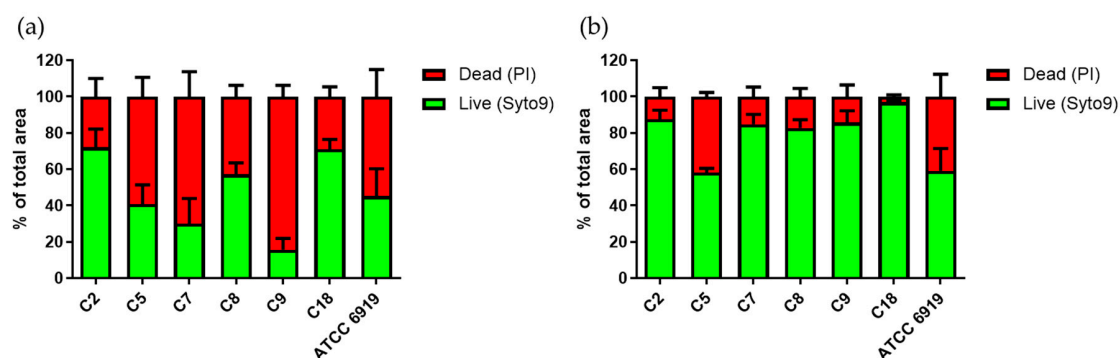 (a)
% of total area
120
100
80
60
40
20
0
C2
C5
C7
C8
C9
C18
ATCC 6919
Dead (PI)
Live (Syto9)
(b)
% of total area
120
100
80
60
40
20
0
C2
C5
C7
C8
C9
C18
ATCC 6919
Dead (PI)
Live (Syto9)